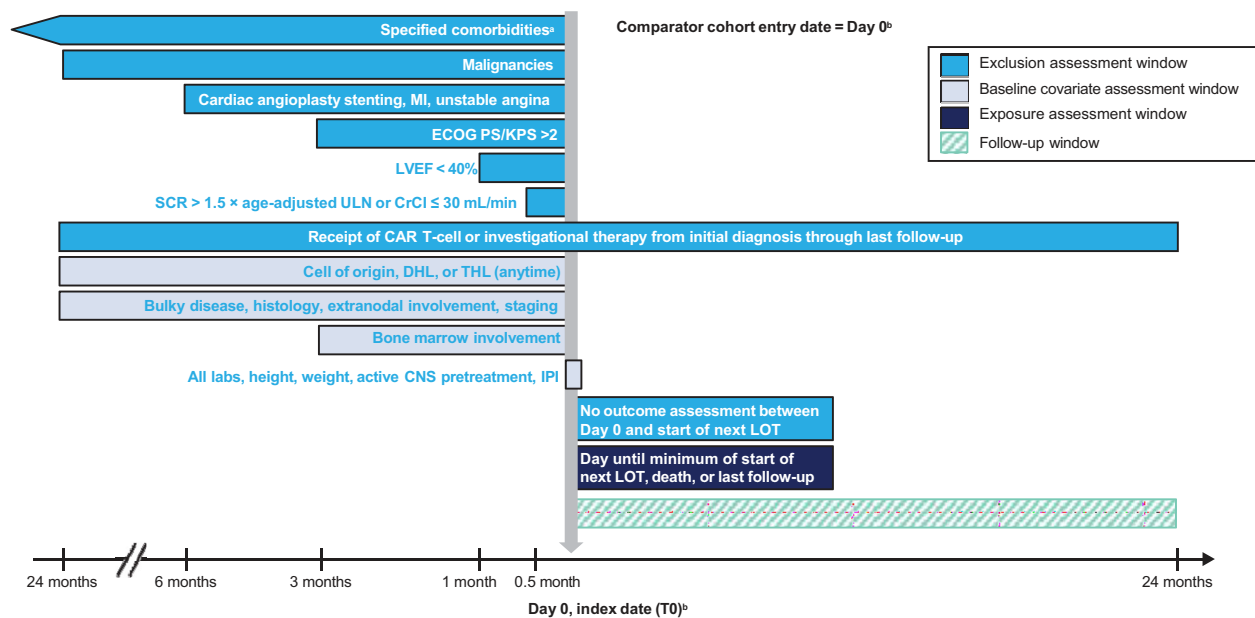 Specified comorbiditiesᵃ
Comparator cohort entry date = Day 0ᵇ
Malignancies
Exclusion assessment window
Baseline covariate assessment window
Exposure assessment window
Follow-up window
Cardiac angioplasty stenting, MI, unstable angina
ECOG PS/KPS >2
LVEF < 40%
SCR > 1.5 × age-adjusted ULN or CrCl ≤ 30 mL/min
Receipt of CAR T-cell or investigational therapy from initial diagnosis through last follow-up
Cell of origin, DHL, or THL (anytime)
Bulky disease, histology, extranodal involvement, staging
Bone marrow involvement
All labs, height, weight, active CNS pretreatment, IPI
No outcome assessment between
Day 0 and start of next LOT
Day until minimum of start of
next LOT, death, or last follow-up
24 months
6 months
3 months
1 month
0.5 month
24 months
Day 0, index date (T0)ᵇ